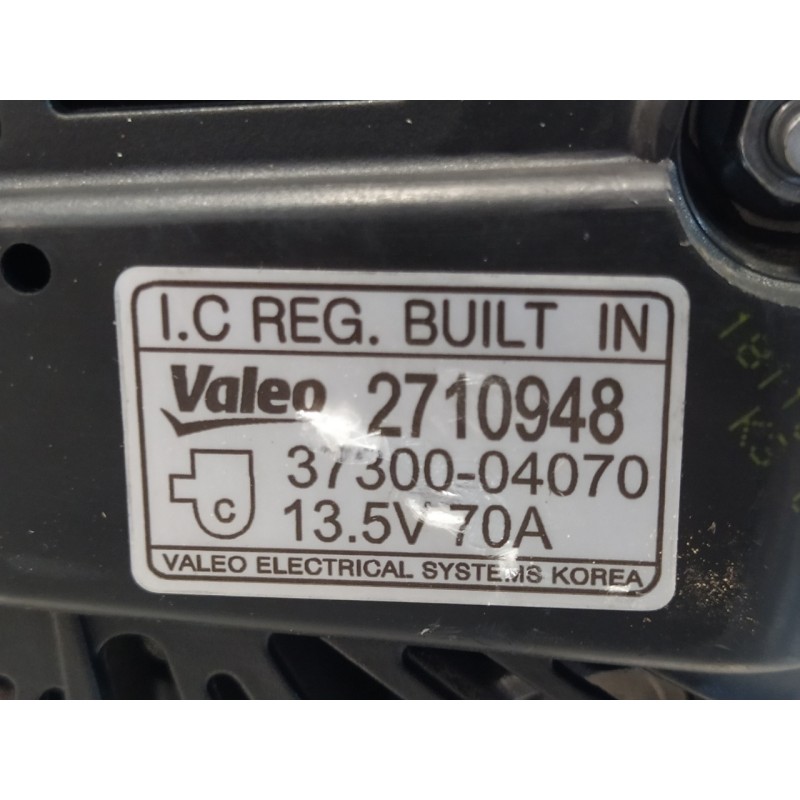 I.C REG. BUILT IN
Valeo 2710948
37300-04070
C 13.5V 70A
VALEO ELECTRICAL SYSTEMS KOREA